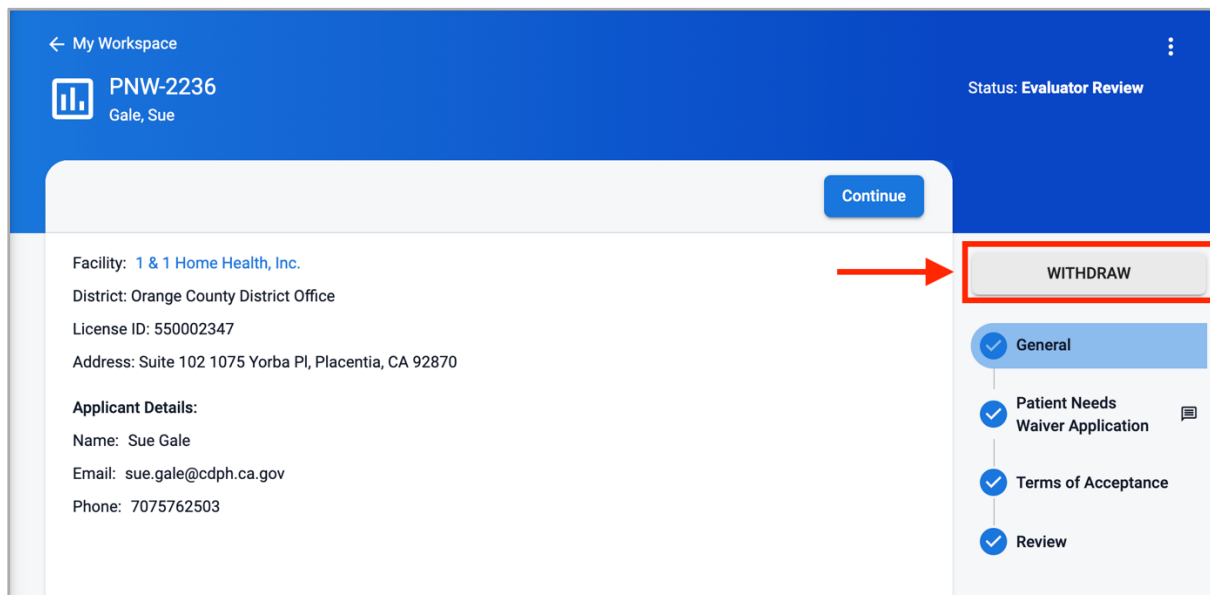 My Workspace
PNW-2236
Gale, Sue
Status: Evaluator Review
Continue
Facility: 1 & 1 Home Health, Inc.
District: Orange County District Office
License ID: 550002347
Address: Suite 102 1075 Yorba Pl, Placentia, CA 92870
Applicant Details:
Name: Sue Gale
Email: sue.gale@cdph.ca.gov
Phone: 7075762503
WITHDRAW
General
Patient Needs
Waiver Application
Terms of Acceptance
Review